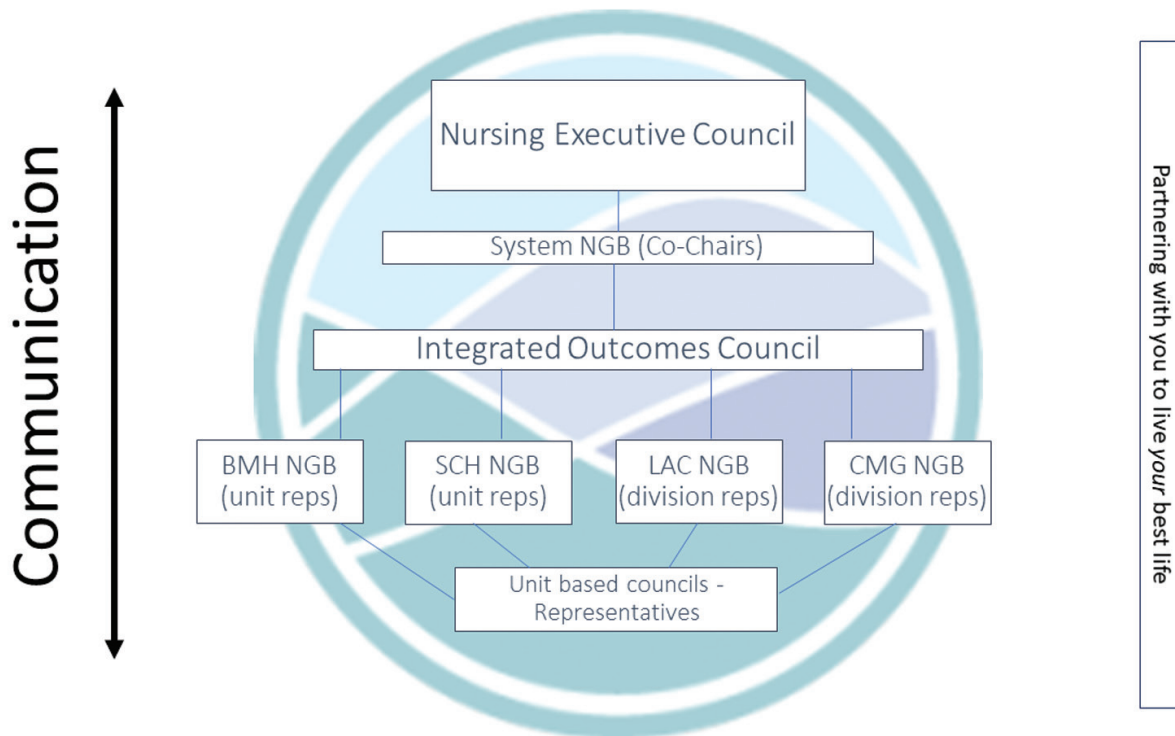 Communication
Nursing Executive Council
System NGB (Co-Chairs)
Integrated Outcomes Council
BMH NGB
(unit reps)
SCH NGB
(unit reps)
LAC NGB
(division reps)
CMG NGB
(division reps)
Unit based councils -
Representatives
Partnering with you to live your best life